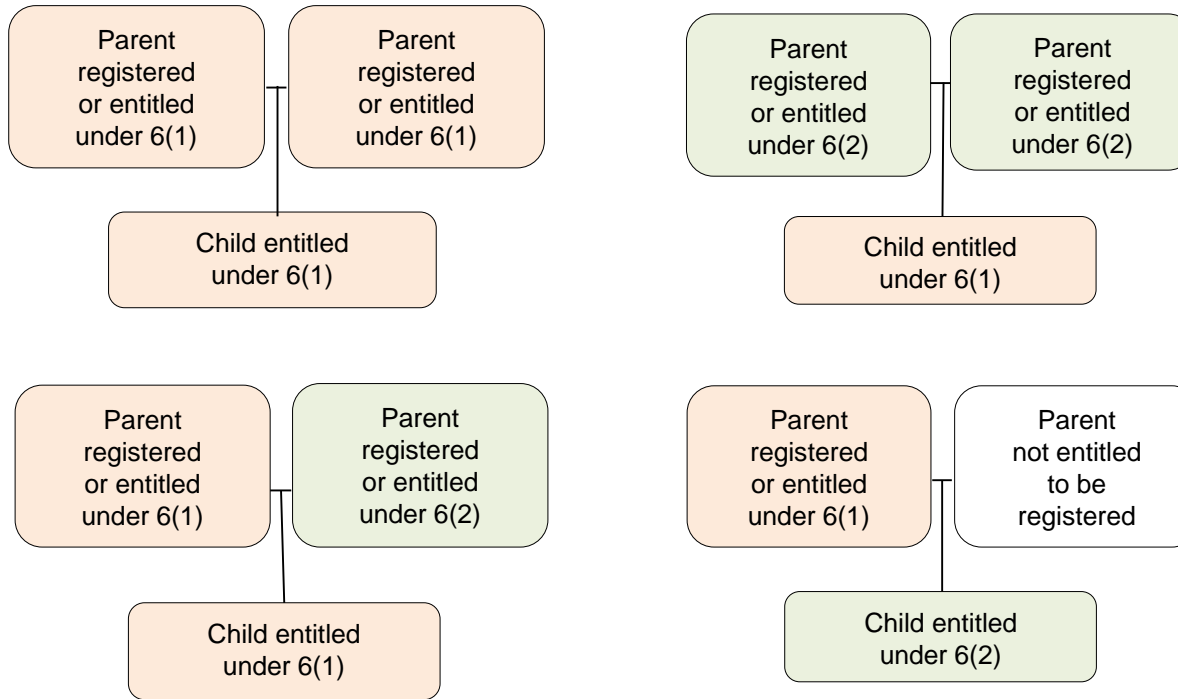 Parent
registered
or entitled
under 6(1)
Parent
registered
or entitled
under 6(1)
Child entitled
under 6(1)
Parent
registered
or entitled
under 6(2)
Parent
registered
or entitled
under 6(2)
Child entitled
under 6(1)
Parent
registered
or entitled
under 6(1)
Parent
registered
or entitled
under 6(2)
Child entitled
under 6(1)
Parent
registered
or entitled
under 6(1)
Parent
not entitled
to be
registered
Child entitled
under 6(2)